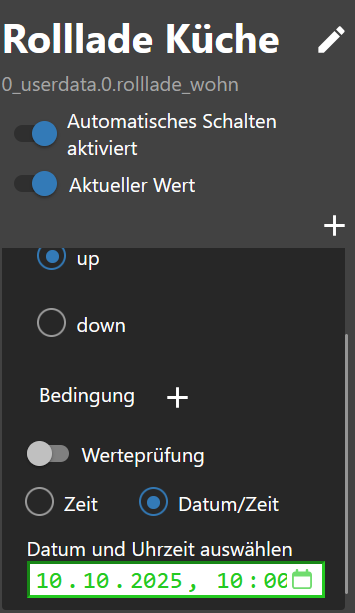 Rolllade Küche
0_userdata.0.rolllade_wohn
Automatisches Schalten
aktiviert
Aktueller Wert
up
down
Bedingung
Werteprüfung
Zeit
Datum/Zeit
Datum und Uhrzeit auswählen
10.10.2025, 10:00